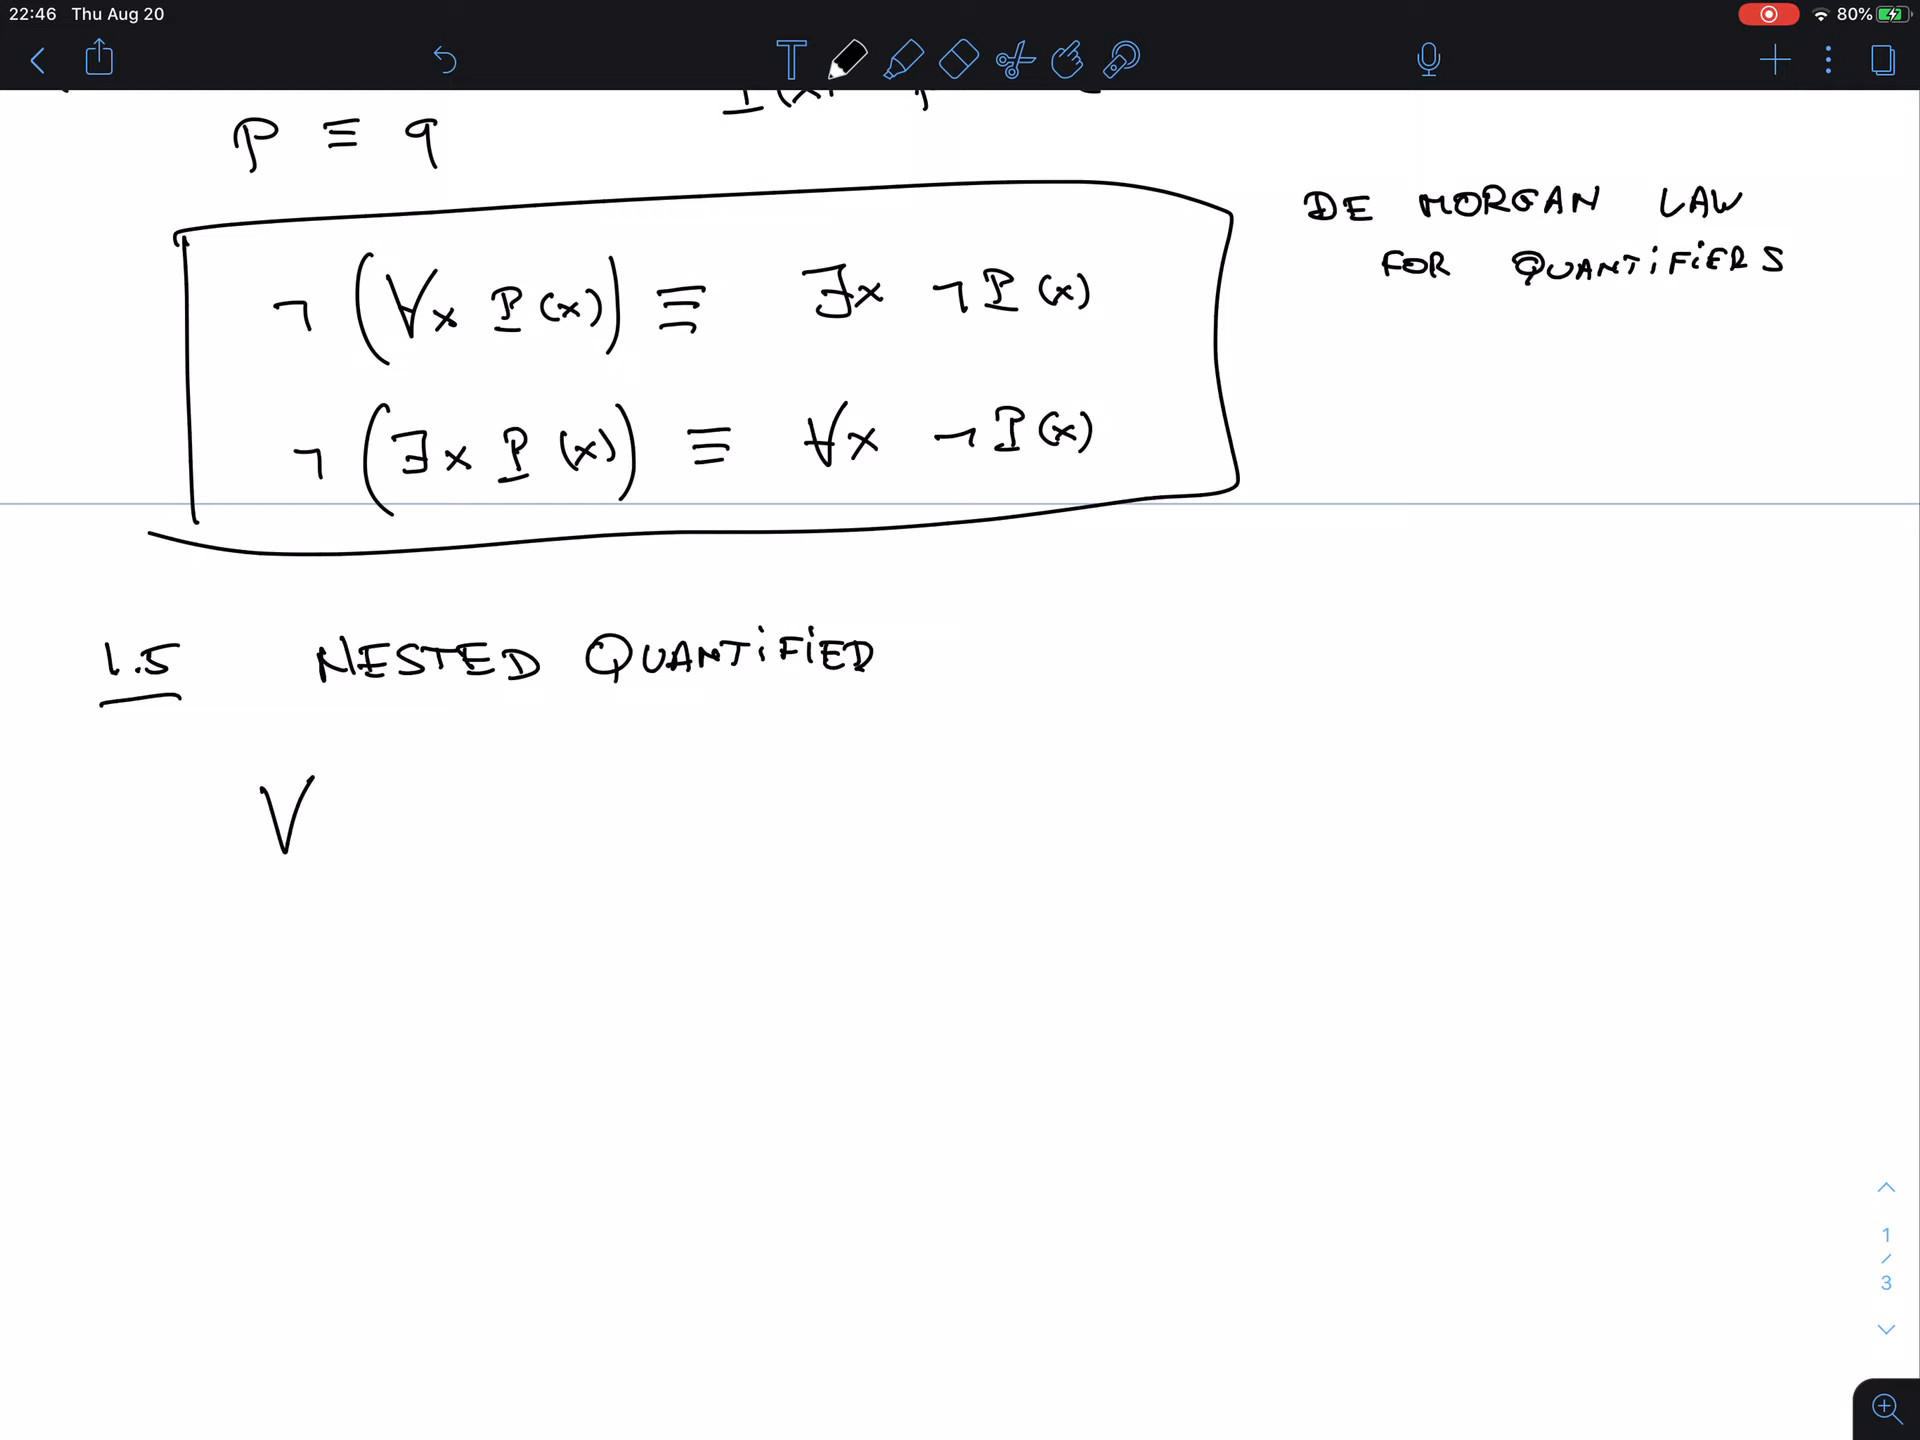 22:46 Thu Aug 20 80%
p ≡ q
DE MORGAN LAW
FOR QUANTIFIERS
¬ (∀x P(x)) ≡ ∃x ¬P(x)
¬ (∃x P(x)) ≡ ∀x ¬P(x)
1.5 NESTED QUANTIFIED
V
1
/
3